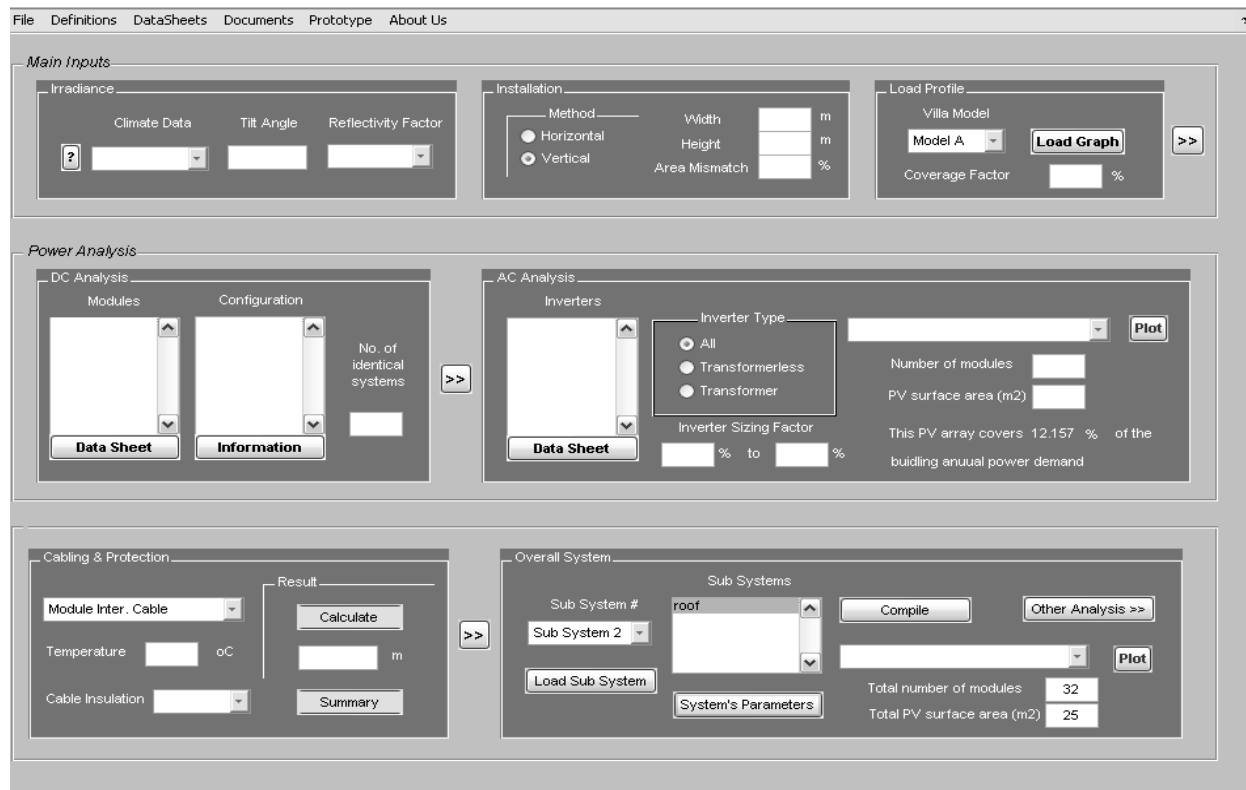 File Definitions DataSheets Documents Prototype About Us
Main Inputs
Irradiance
Climate Data Tilt Angle Reflectivity Factor
?
Installation
Method
Horizontal
Vertical
Width m
Height m
Area Mismatch %
Load Profile
Villa Model
Model A Load Graph
Coverage Factor %
>>
Power Analysis
DC Analysis
Modules Configuration
No. of
identical
systems
Data Sheet Information
>>
AC Analysis
Inverters
Data Sheet
Inverter Type
All
Transformerless
Transformer
Inverter Sizing Factor
% to %
Plot
Number of modules
PV surface area (m2)
This PV array covers 12.157 % of the
buidling anuual power demand
Cabling & Protection
Module Inter. Cable
Temperature oC
Cable Insulation
Result
Calculate
m
Summary
>>
Overall System
Sub System #
Sub System 2
Load Sub System
Sub Systems
roof
System's Parameters
Compile Other Analysis >>
Plot
Total number of modules 32
Total PV surface area (m2) 25